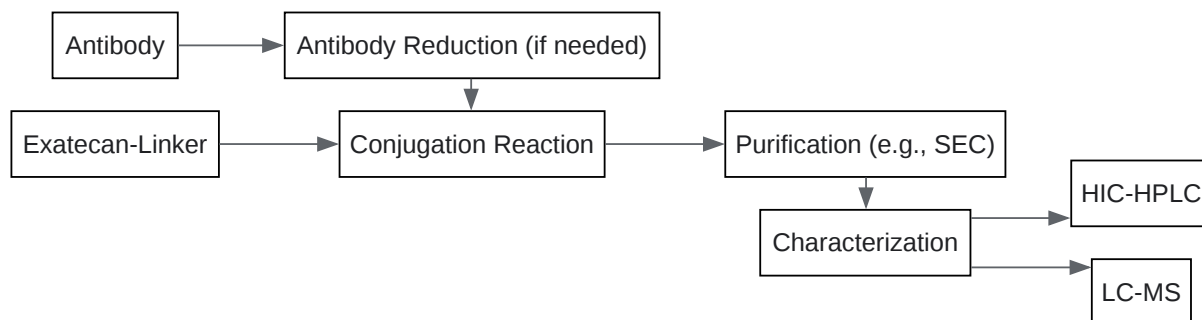 Antibody
Antibody Reduction (if needed)
Exatecan-Linker
Conjugation Reaction
Purification (e.g., SEC)
HIC-HPLC
Characterization
LC-MS